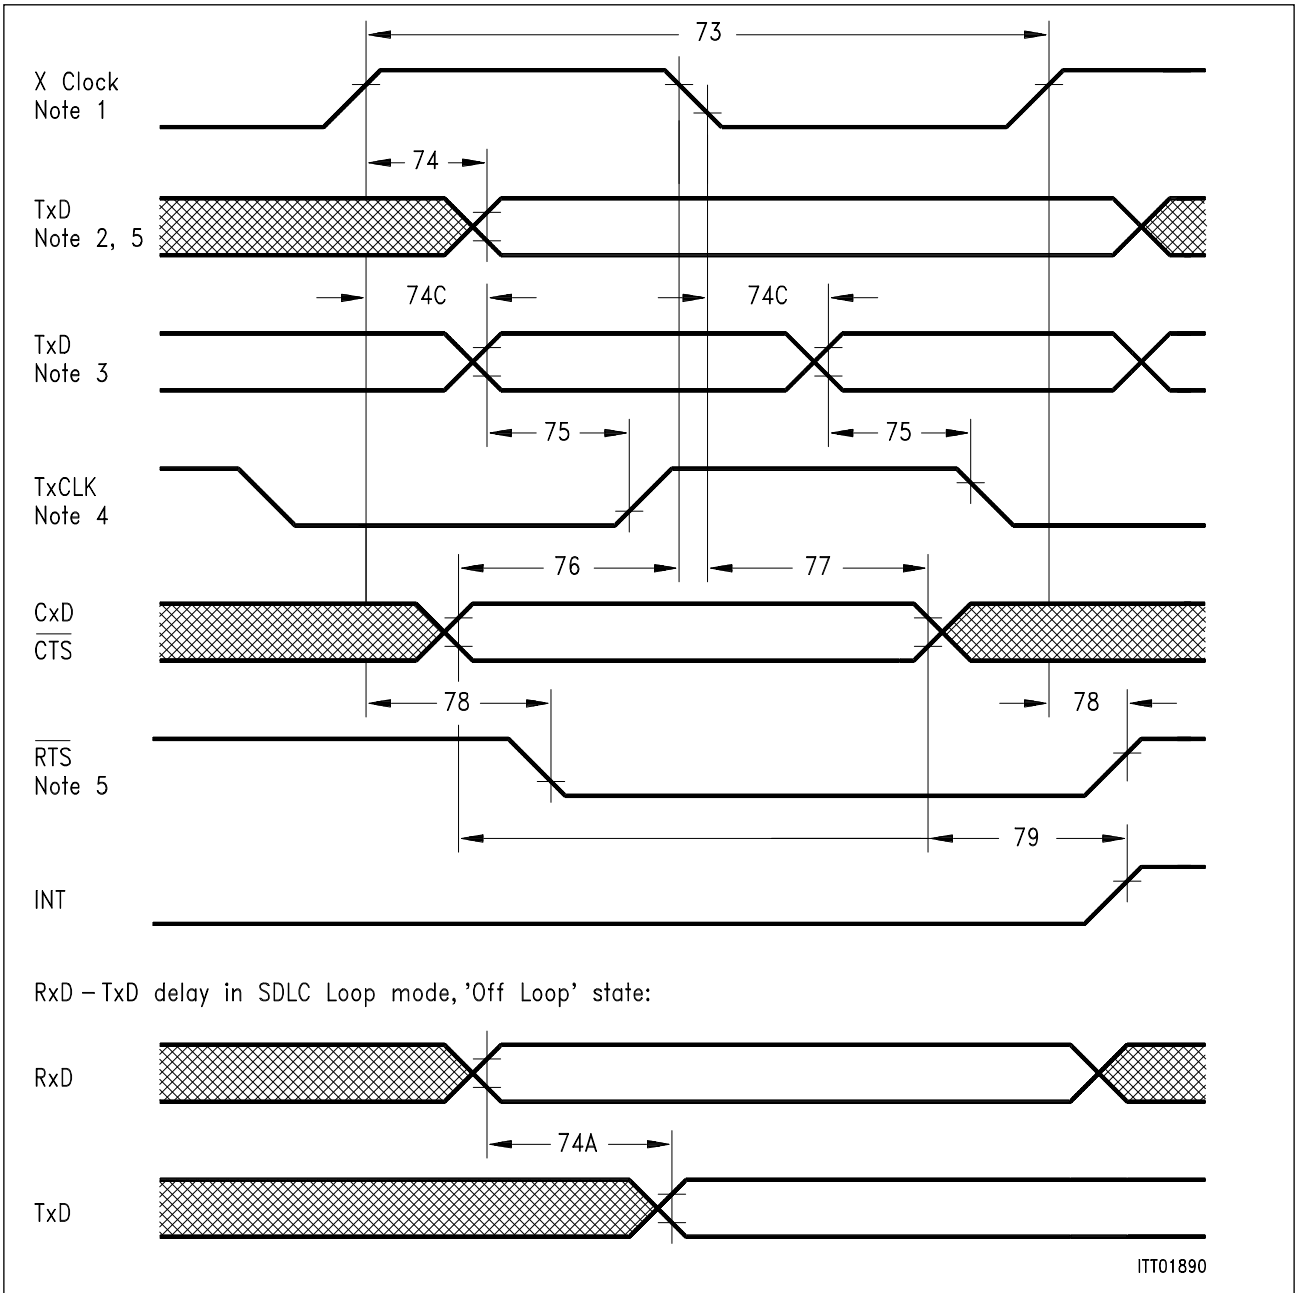 73
X Clock
Note 1
74
TxD
Note 2, 5
74C 74C
TxD
Note 3
75 75
TxCLK
Note 4
76 77
CxD
CTS
78 78
RTS
Note 5
79
INT
RxD – TxD delay in SDLC Loop mode, 'Off Loop' state:
RxD
74A
TxD
ITT01890